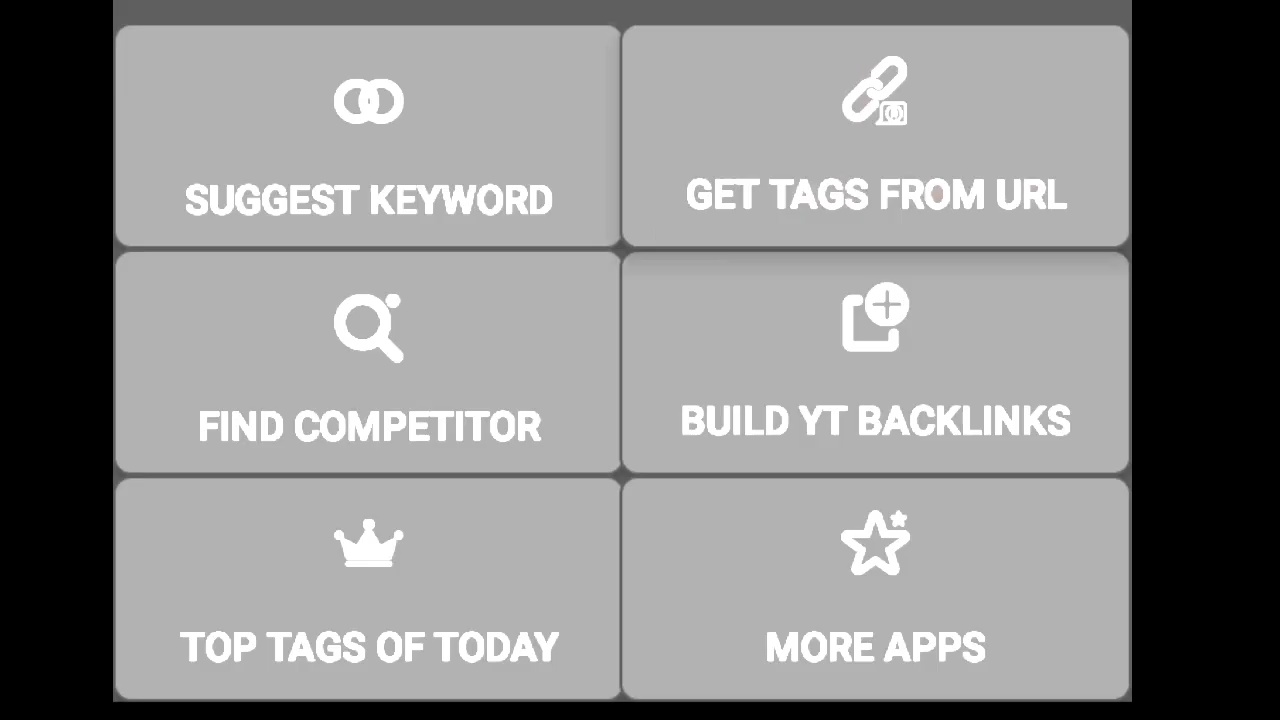 SUGGEST KEYWORD
GET TAGS FROM URL
FIND COMPETITOR
BUILD YT BACKLINKS
TOP TAGS OF TODAY
MORE APPS